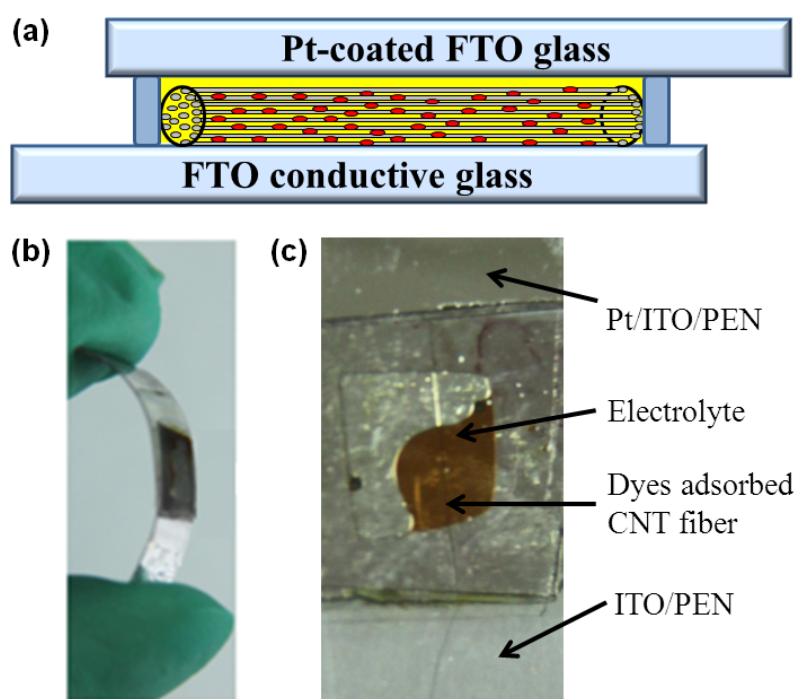 (a)
Pt-coated FTO glass
FTO conductive glass
(b)
(c)
Pt/ITO/PEN
Electrolyte
Dyes adsorbed
CNT fiber
ITO/PEN